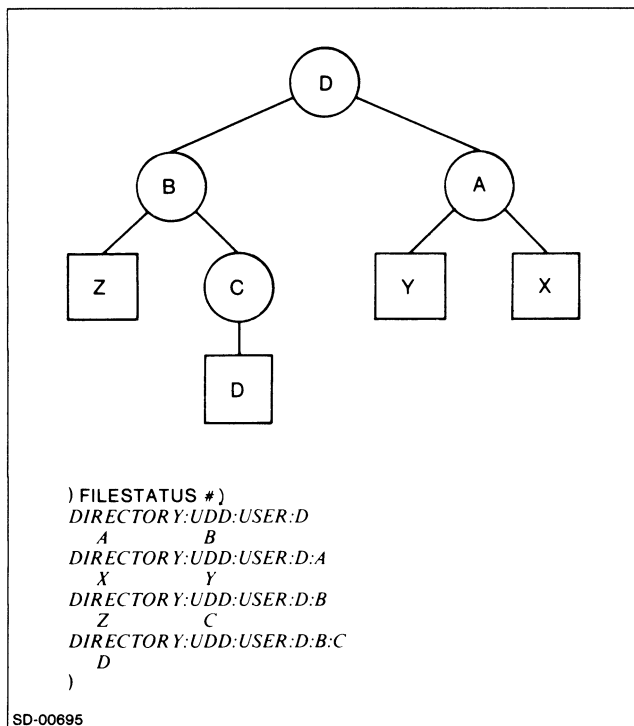 D
B
A
Z
C
Y
X
D
) FILESTATUS #)
DIRECTORY:UDD:USER:D
A B
DIRECTORY:UDD:USER:D:A
X Y
DIRECTORY:UDD:USER:D:B
Z C
DIRECTORY:UDD:USER:D:B:C
D
)
SD-00695